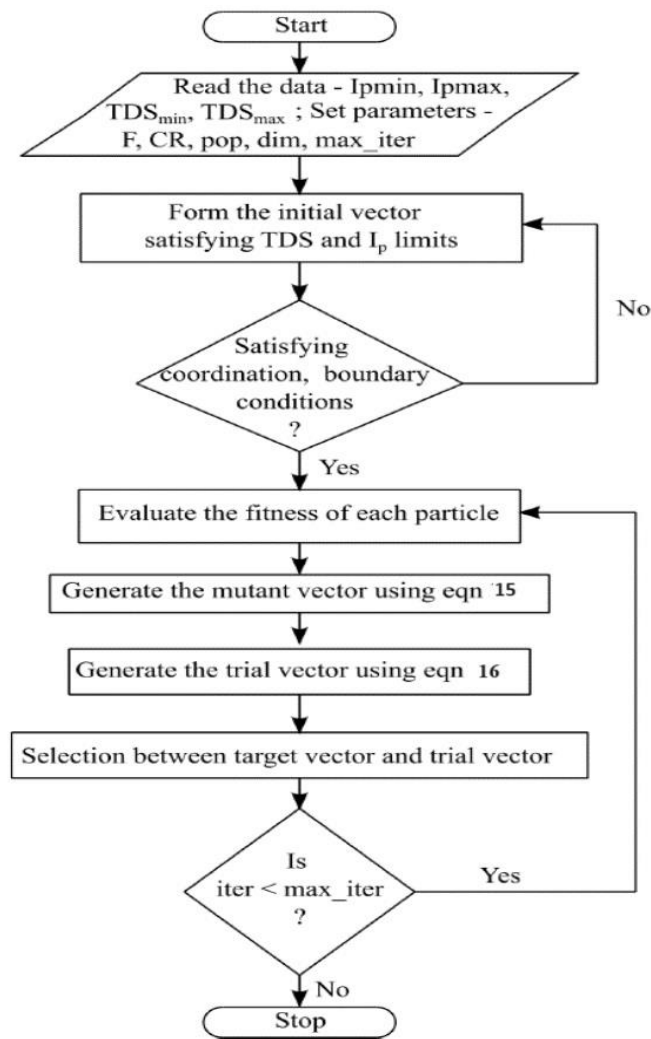 Start
Read the data - Ipmin, Ipmax,
TDSmin, TDSmax ; Set parameters -
F, CR, pop, dim, max_iter
Form the initial vector
satisfying TDS and Ip limits
No
Satisfying
coordination, boundary
conditions
?
Yes
Evaluate the fitness of each particle
Generate the mutant vector using eqn '15
Generate the trial vector using eqn 16
Selection between target vector and trial vector
Is
iter < max_iter
?
Yes
No
Stop